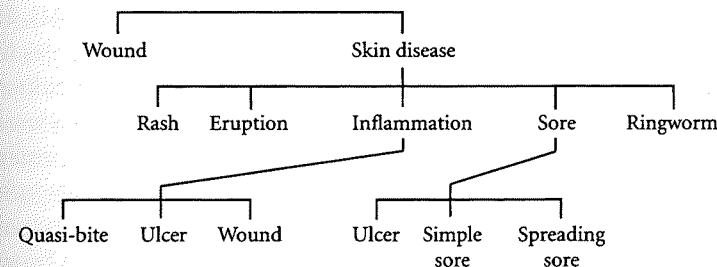 Wound Skin disease
Rash Eruption Inflammation Sore Ringworm
Quasi-bite Ulcer Wound Ulcer Simple sore Spreading sore